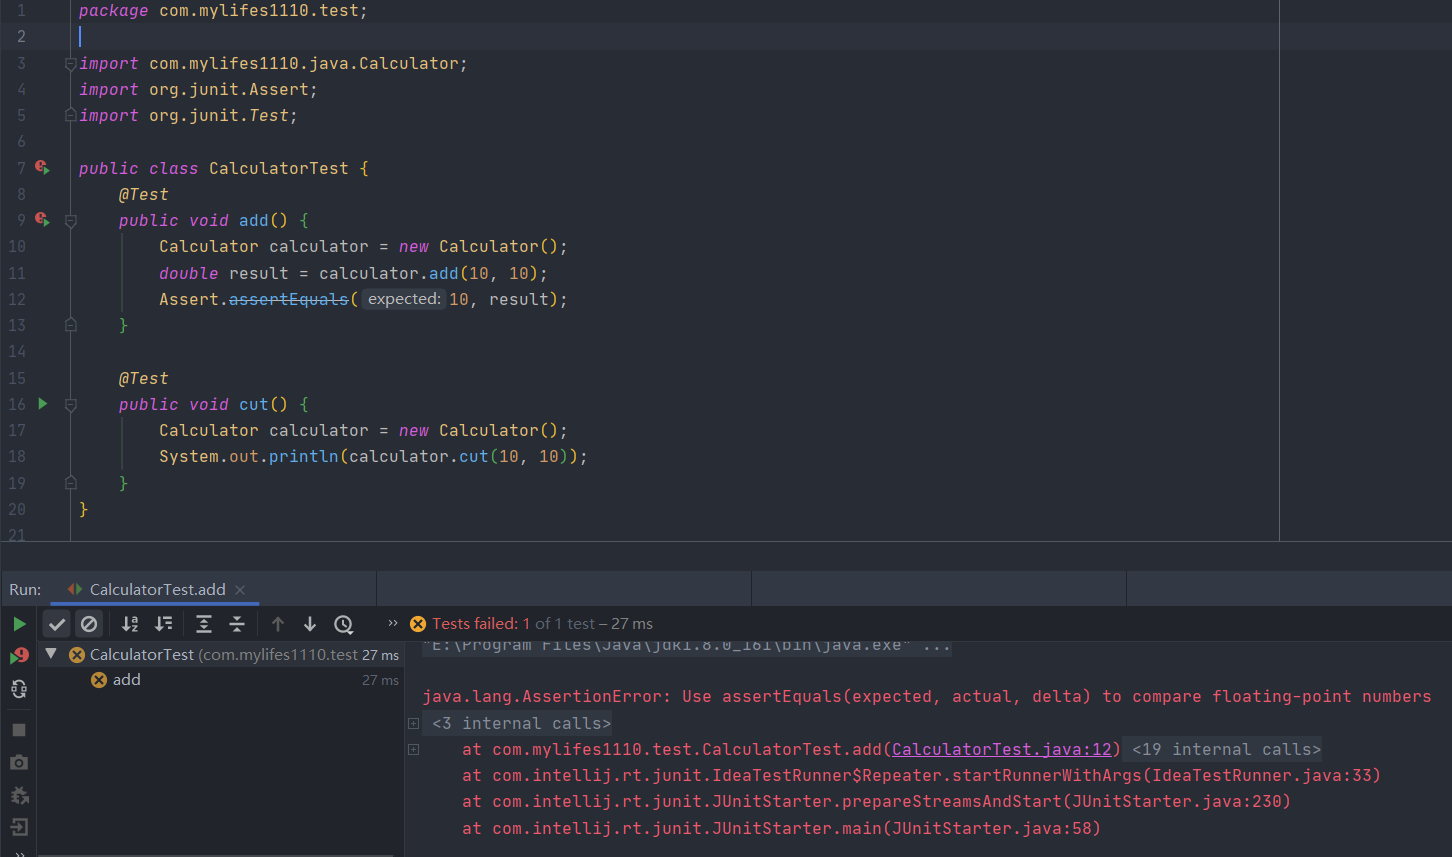 1 package com.mylifes1110.test;
2
3 import com.mylifes1110.java.Calculator;
4 import org.junit.Assert;
5 import org.junit.Test;
6
7 public class CalculatorTest {
8 @Test
9 public void add() {
10 Calculator calculator = new Calculator();
11 double result = calculator.add(10, 10);
12 Assert.assertEquals( expected: 10, result);
13 }
14
15 @Test
16 public void cut() {
17 Calculator calculator = new Calculator();
18 System.out.println(calculator.cut(10, 10));
19 }
20 }
21
Run: CalculatorTest.add ×
» Tests failed: 1 of 1 test – 27 ms
CalculatorTest (com.mylifes1110.test 27 ms
add 27 ms
"E:\Program Files\Java\jdk1.8.0_161\bin\java.exe" ...
java.lang.AssertionError: Use assertEquals(expected, actual, delta) to compare floating-point numbers
<3 internal calls>
at com.mylifes1110.test.CalculatorTest.add(CalculatorTest.java:12) <19 internal calls>
at com.intellij.rt.junit.IdeaTestRunner$Repeater.startRunnerWithArgs(IdeaTestRunner.java:33)
at com.intellij.rt.junit.JUnitStarter.prepareStreamsAndStart(JUnitStarter.java:230)
at com.intellij.rt.junit.JUnitStarter.main(JUnitStarter.java:58)